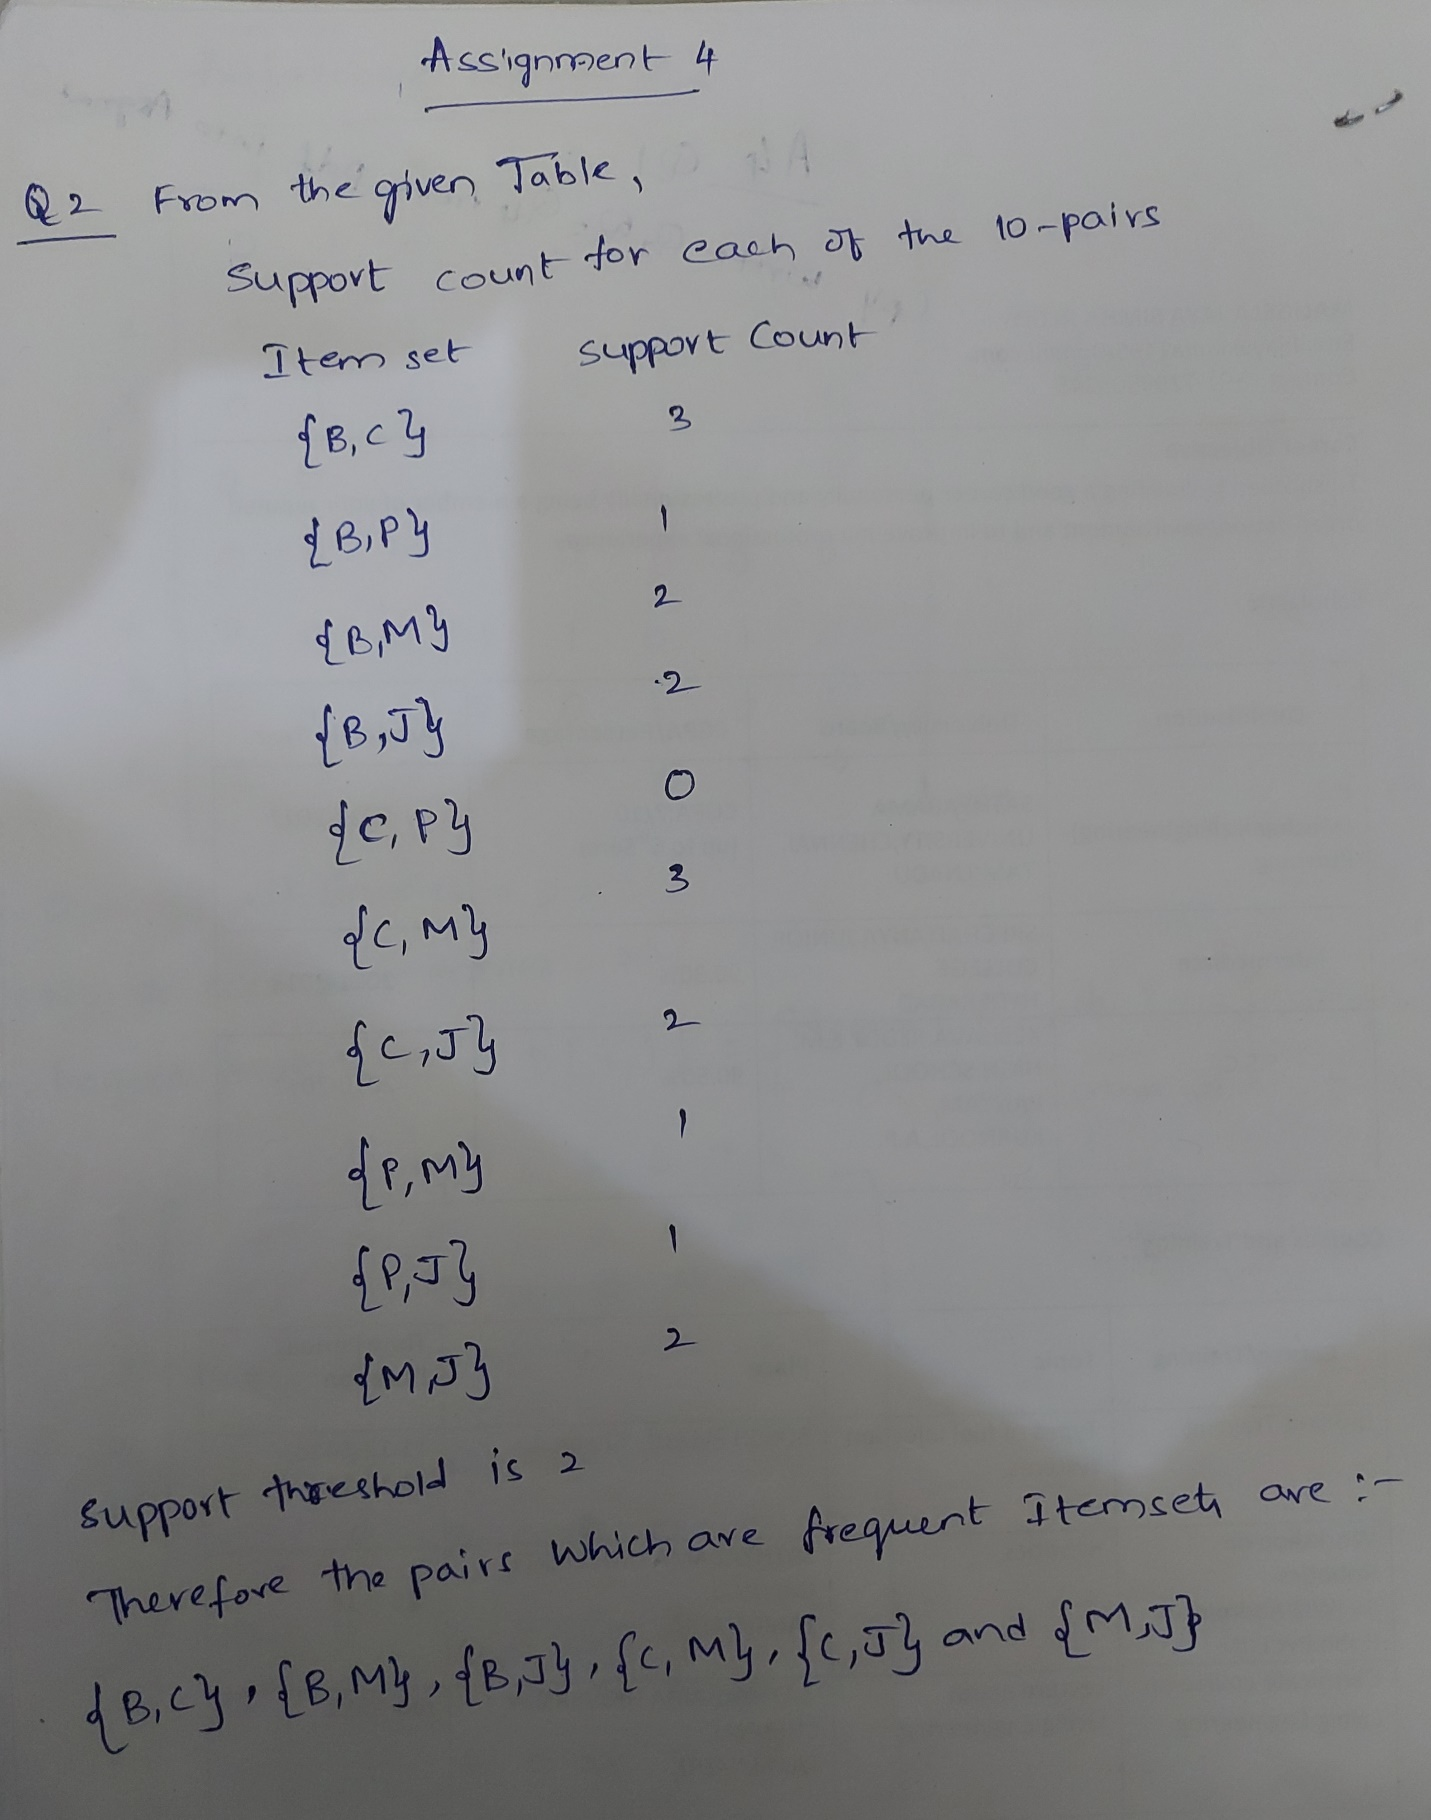 Assignment 4
Q2 From the given Table,
Support count for each of the 10-pairs
Item set support Count
{B,C} 3
{B,P} 1
{B,M} 2
{B,J} 2
{C,P} 0
{C,M} 3
{C,J} 2
{P,M} 1
{P,J} 1
{M,J} 2
Support threshold is 2
Therefore the pairs which are frequent Itemsets are :-
{B,C}, {B,M}, {B,J}, {C,M}, {C,J} and {M,J}